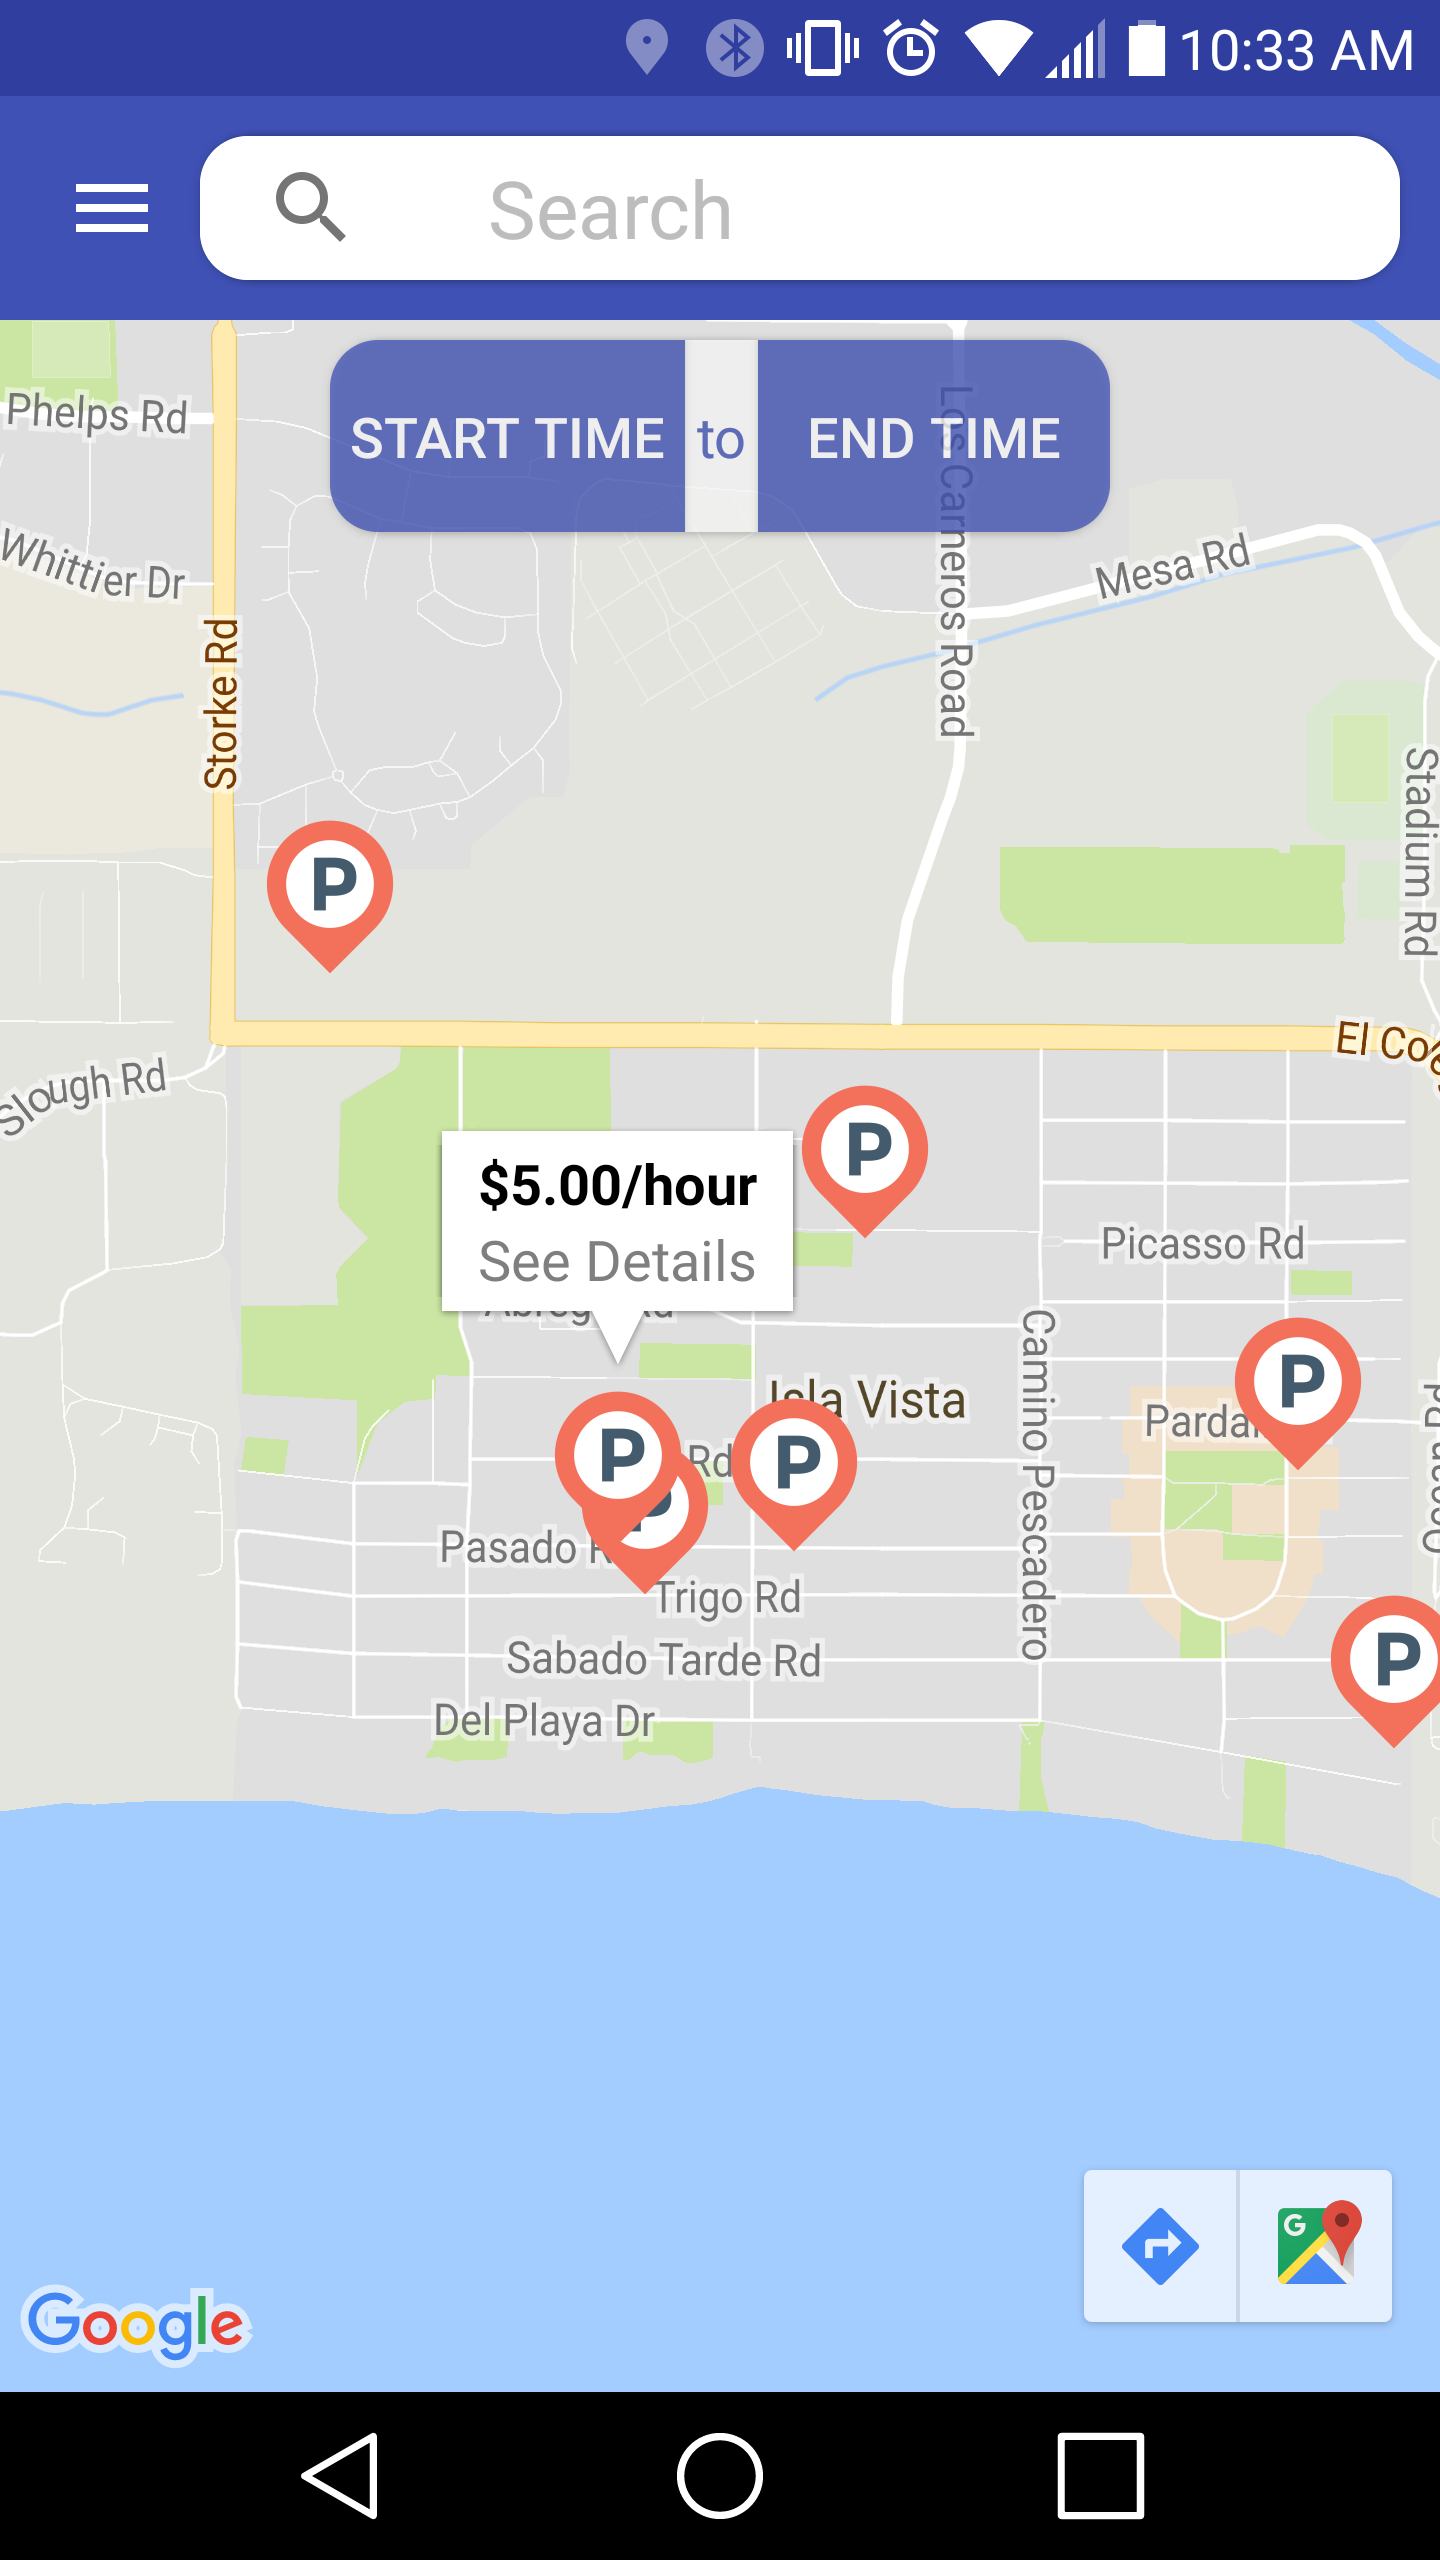 10:33 AM
Search
START TIME to END TIME
Phelps Rd
Los Carneros Road
Mesa Rd
Whittier Dr
Storke Rd
Stadium Rd
P
El
Slough Rd
P
$5.00/hour
See Details
Picasso Rd
Camino Pescadero
Isla Vista
P
P
Rd
P
P
Pasado
Trigo Rd
Sabado Tarde Rd
P
Del Playa Dr
G
Google